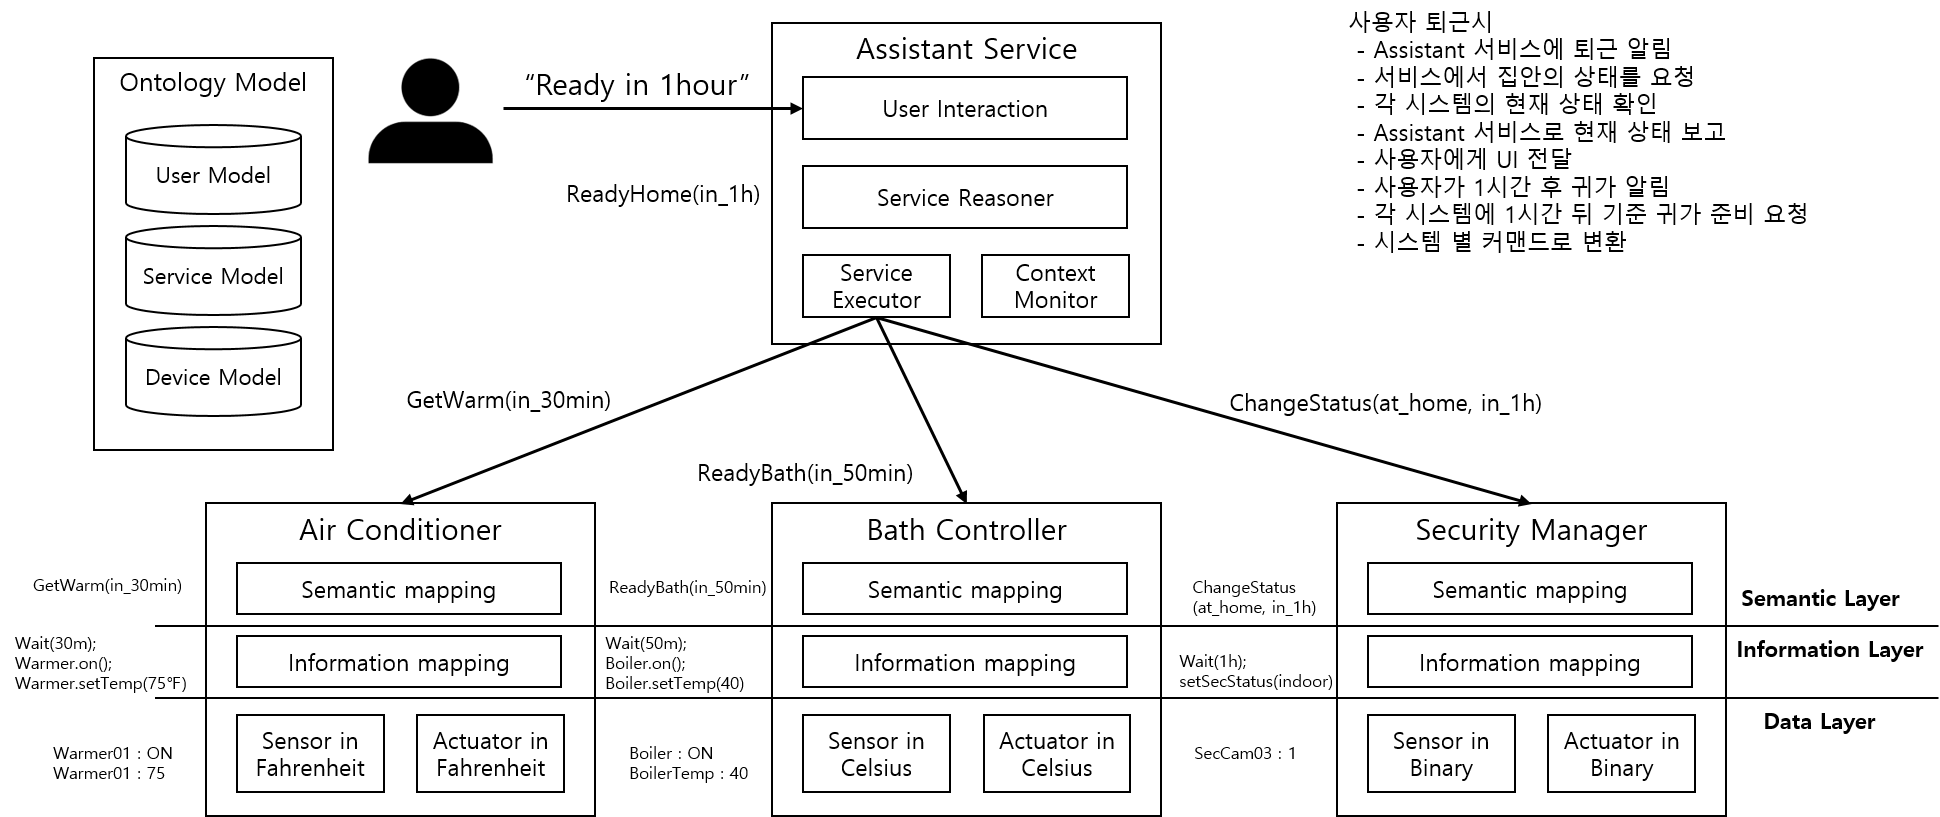 Ontology Model
User Model
Service Model
Device Model
“Ready in 1hour”
ReadyHome(in_1h)
Assistant Service
User Interaction
Service Reasoner
Service
Executor
Context
Monitor
사용자 퇴근시
- Assistant 서비스에 퇴근 알림
- 서비스에서 집안의 상태를 요청
- 각 시스템의 현재 상태 확인
- Assistant 서비스로 현재 상태 보고
- 사용자에게 UI 전달
- 사용자가 1시간 후 귀가 알림
- 각 시스템에 1시간 뒤 기준 귀가 준비 요청
- 시스템 별 커맨드로 변환
GetWarm(in_30min)
ReadyBath(in_50min)
ChangeStatus(at_home, in_1h)
Air Conditioner
Semantic mapping
Information mapping
Sensor in
Fahrenheit
Actuator in
Fahrenheit
GetWarm(in_30min)
Wait(30m);
Warmer.on();
Warmer.setTemp(75℉)
Warmer01 : ON
Warmer01 : 75
Bath Controller
Semantic mapping
Information mapping
Sensor in
Celsius
Actuator in
Celsius
ReadyBath(in_50min)
Wait(50m);
Boiler.on();
Boiler.setTemp(40)
Boiler : ON
BoilerTemp : 40
Security Manager
Semantic mapping
Information mapping
Sensor in
Binary
Actuator in
Binary
ChangeStatus
(at_home, in_1h)
Wait(1h);
setSecStatus(indoor)
SecCam03 : 1
Semantic Layer
Information Layer
Data Layer